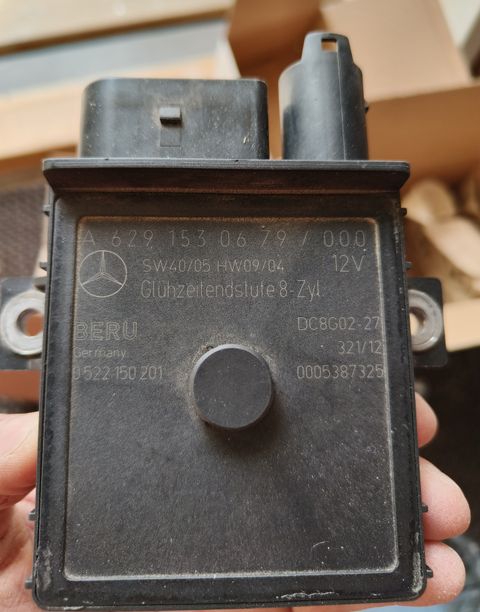 A 629 153 06 79 / 000
SW40/05 HW09/04 12V
Glühzeitendstufe 8-Zyl.
BERU DC8G02-27
Germany 321/12
0 522 150 201 0005387325